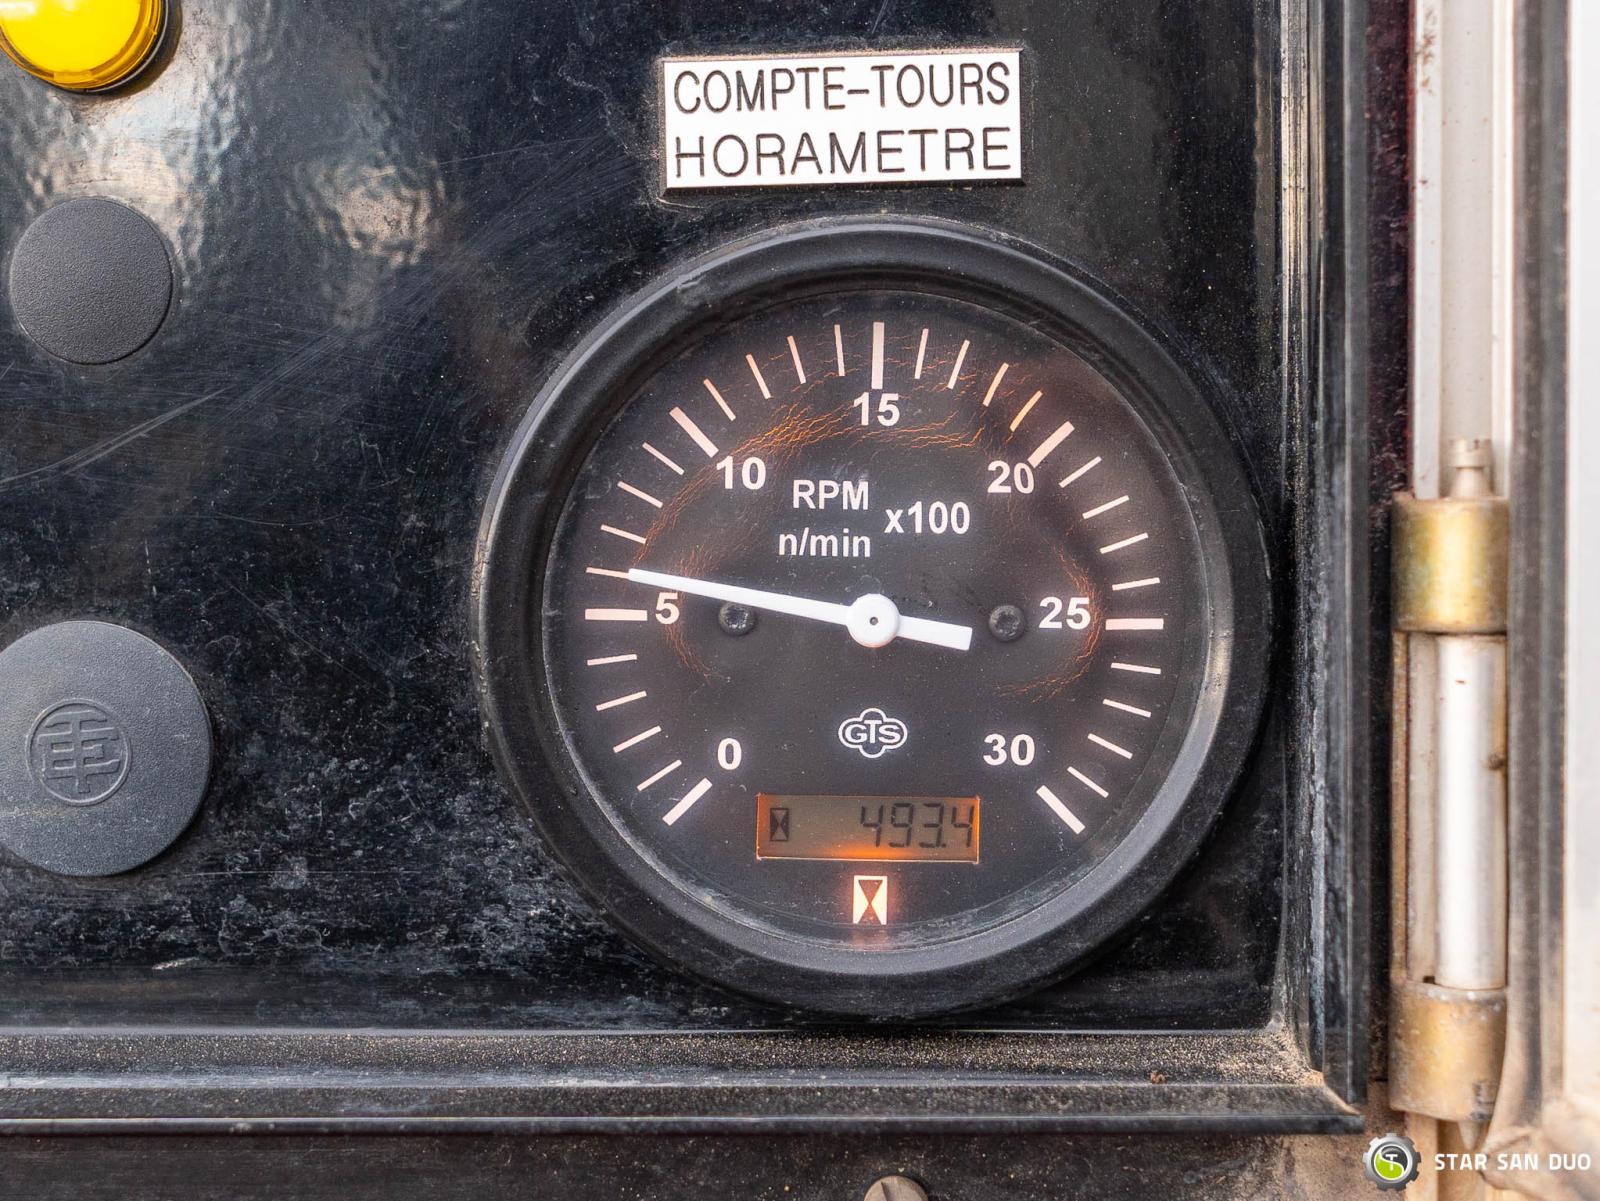 COMPTE-TOURS
HORAMETRE
15
10
20
RPM
n/min
x100
5
25
GTS
0
30
493.4
STAR SAN DUO